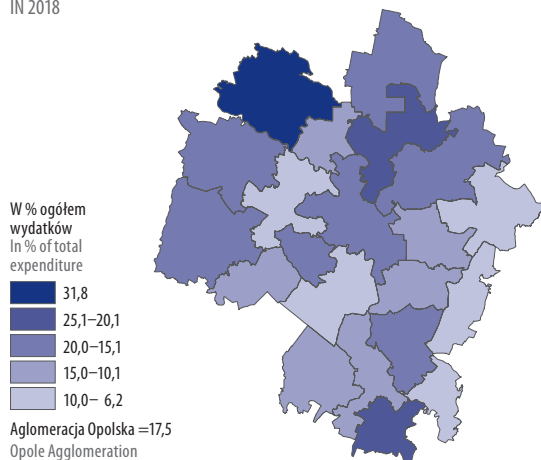 IN 2018
W % ogółem
wydatków
In % of total
expenditure
31,8
25,1–20,1
20,0–15,1
15,0–10,1
10,0– 6,2
Aglomeracja Opolska =17,5
Opole Agglomeration